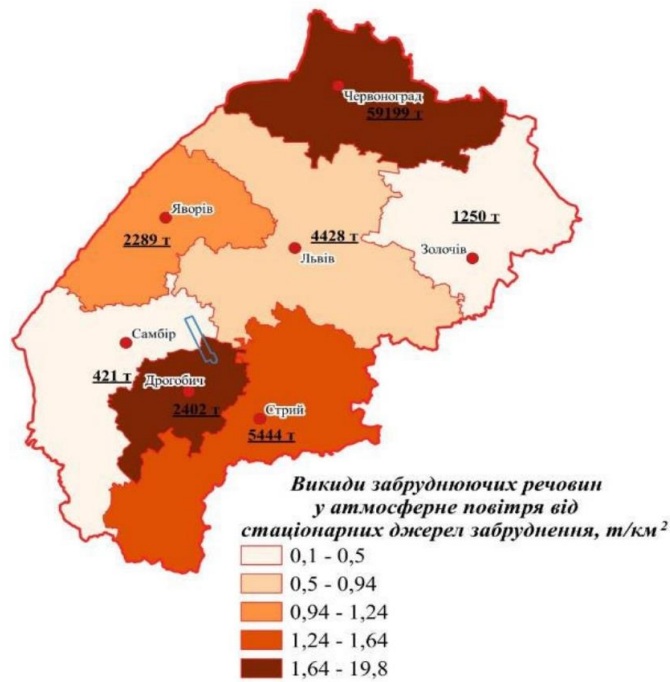 Червоноград
59199 т
Яворів
2289 т
4428 т
Львів
1250 т
Золочів
Самбір
421 т
Дрогобич
2402 т
Стрий
5444 т
Викиди забруднюючих речовин
у атмосферне повітря від
стаціонарних джерел забруднення, т/км²
0,1 - 0,5
0,5 - 0,94
0,94 - 1,24
1,24 - 1,64
1,64 - 19,8